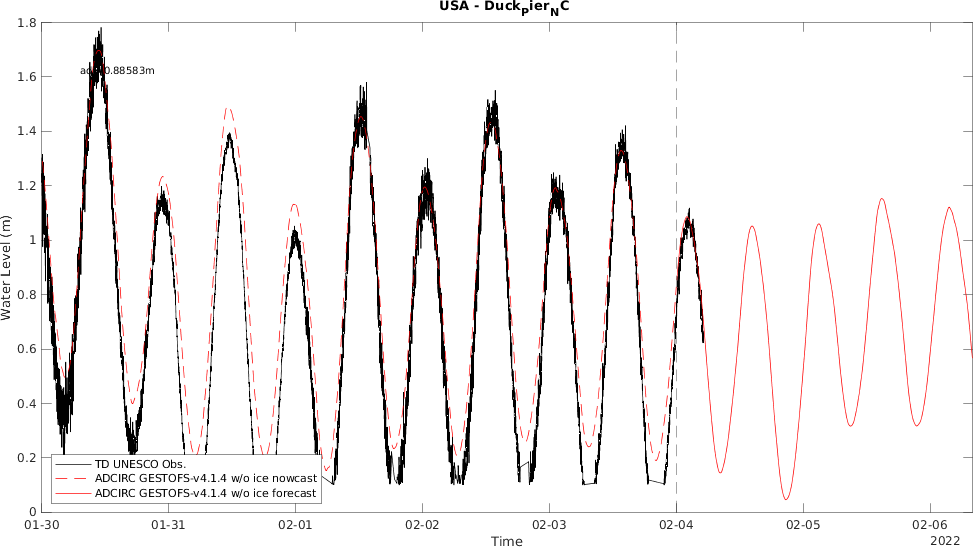 USA - Duck_Pier_NC
1.8
1.6
1.4
1.2
1
0.8
0.6
0.4
0.2
0
Water Level (m)
0.88583m
TD UNESCO Obs.
ADCIRC GESTOFS-v4.1.4 w/o ice nowcast
ADCIRC GESTOFS-v4.1.4 w/o ice forecast
01-30 01-31 02-01 02-02 02-03 02-04 02-05 02-06
Time
2022